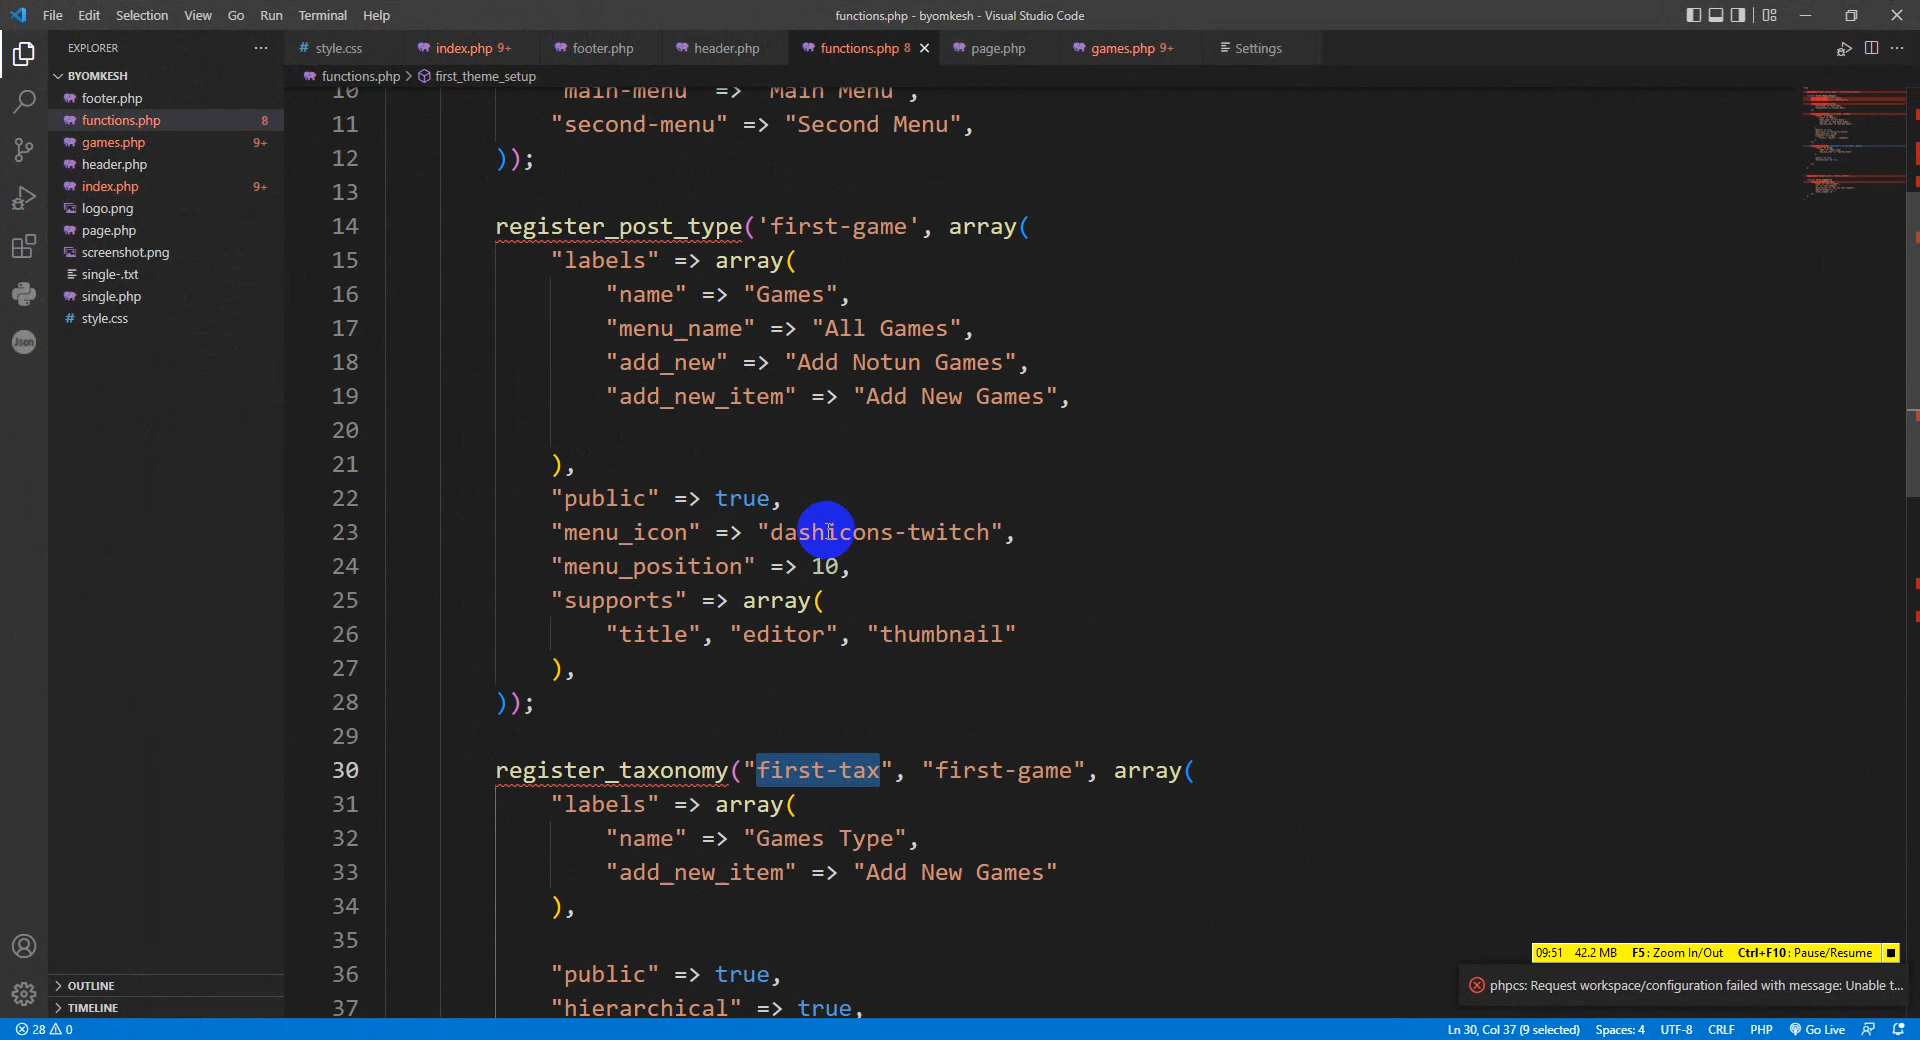 File Edit Selection View Go Run Terminal Help
functions.php - byomkesh - Visual Studio Code
EXPLORER
style.css
index.php 9+
footer.php
header.php
functions.php 8
page.php
games.php 9+
Settings
BYOMKESH
functions.php > first_theme_setup
footer.php
functions.php 8
games.php 9+
header.php
index.php 9+
logo.png
page.php
screenshot.png
single-.txt
single.php
style.css
Json
10 "main-menu" => "Main Menu",
11 "second-menu" => "Second Menu",
12 ));
13
14 register_post_type('first-game', array(
15 "labels" => array(
16 "name" => "Games",
17 "menu_name" => "All Games",
18 "add_new" => "Add Notun Games",
19 "add_new_item" => "Add New Games",
20
21 ),
22 "public" => true,
23 "menu_icon" => "dashicons-twitch",
24 "menu_position" => 10,
25 "supports" => array(
26 "title", "editor", "thumbnail"
27 ),
28 ));
29
30 register_taxonomy("first-tax", "first-game", array(
31 "labels" => array(
32 "name" => "Games Type",
33 "add_new_item" => "Add New Games"
34 ),
35
36 "public" => true,
37 "hierarchical" => true,
09:51 42.2 MB F5: Zoom In/Out Ctrl+F10: Pause/Resume
phpcs: Request workspace/configuration failed with message: Unable t...
OUTLINE
TIMELINE
28 0
Ln 30, Col 37 (9 selected) Spaces: 4 UTF-8 CRLF PHP Go Live